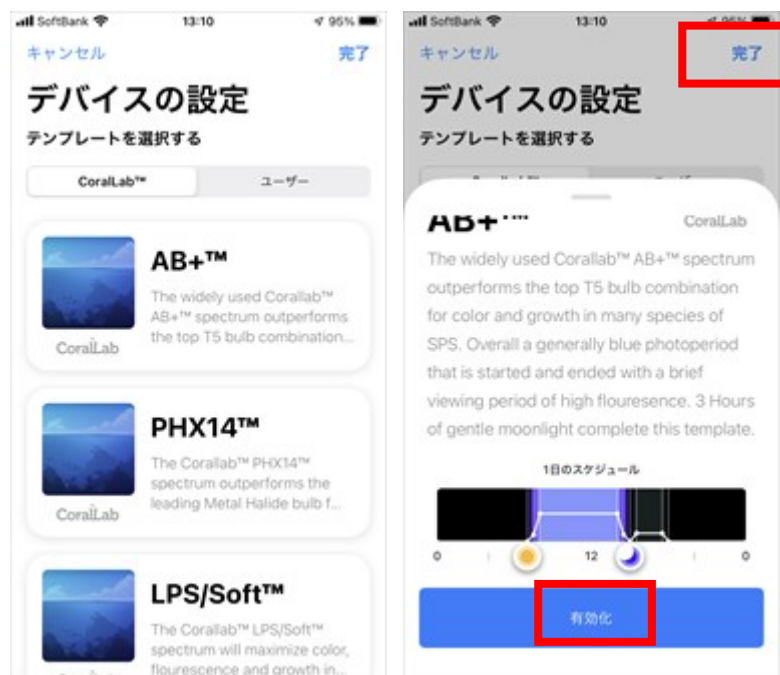 SoftBank 13:10 95%
キャンセル 完了
デバイスの設定
テンプレートを選択する
CoralLab™ ユーザー
AB+™
The widely used Corallab™
AB+™ spectrum outperforms
the top T5 bulb combination...
CoralLab
PHX14™
The Corallab™ PHX14™
spectrum outperforms the
leading Metal Halide bulb f...
CoralLab
LPS/Soft™
The Corallab™ LPS/Soft™
spectrum will maximize color,
flourescence and growth in...
SoftBank 13:10 95%
キャンセル 完了
デバイスの設定
テンプレートを選択する
AB+™
CoralLab
The widely used Corallab™ AB+™ spectrum
outperforms the top T5 bulb combination
for color and growth in many species of
SPS. Overall a generally blue photoperiod
that is started and ended with a brief
viewing period of high flouresence. 3 Hours
of gentle moonlight complete this template.
1日のスケジュール
0 12 0
有効化